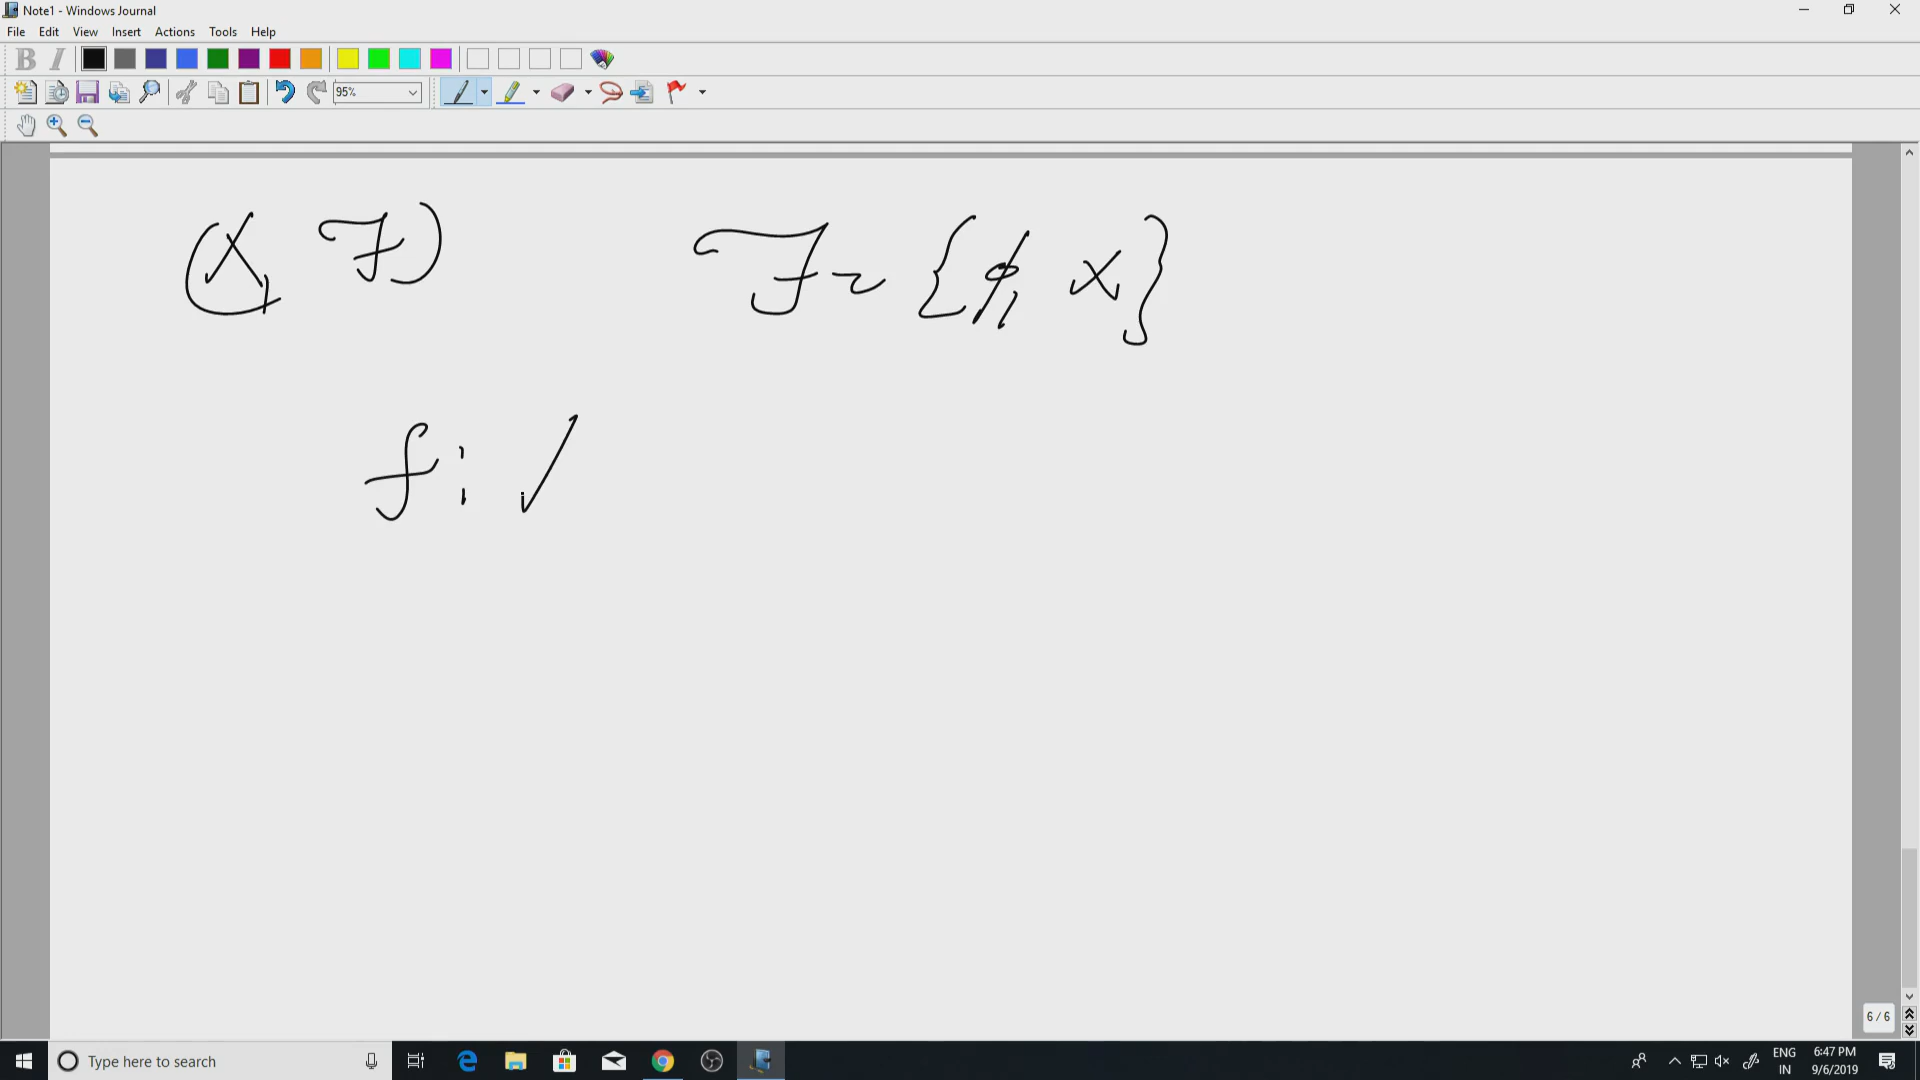 Note1 - Windows Journal
File Edit View Insert Actions Tools Help
B I
95%
(X, ℱ) ℱ = {φ, X}
f :
6 / 6
Type here to search
ENG 6:47 PM
IN 9/6/2019